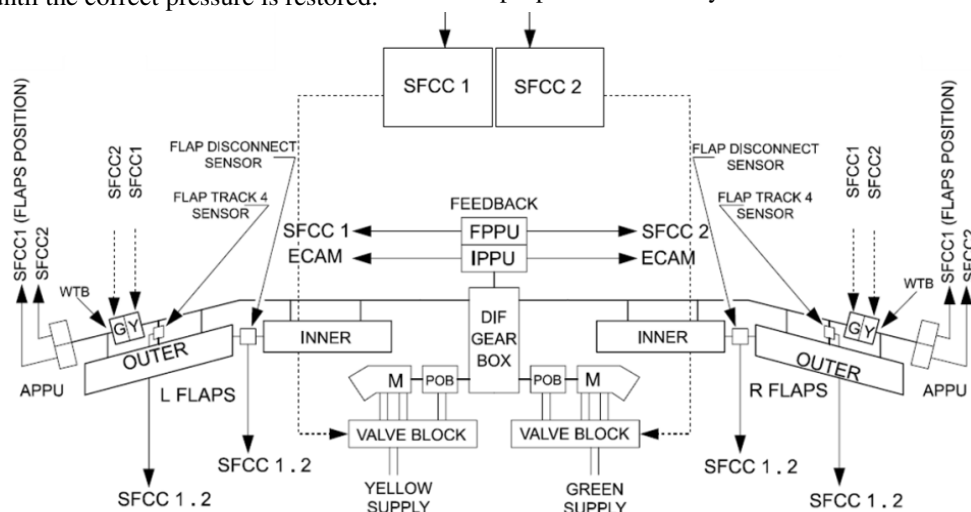 until the correct pressure is restored.
SFCC 1
SFCC 2
FLAP DISCONNECT
SENSOR
FLAP DISCONNECT
SENSOR
SFCC1 (FLAPS POSITION)
SFCC2
SFCC2
SFCC1
FLAP TRACK 4
SENSOR
FEEDBACK
FPPU
IPPU
SFCC 1
ECAM
SFCC 2
ECAM
FLAP TRACK 4
SENSOR
SFCC1
SFCC2
SFCC1 (FLAPS POSITION)
SFCC2
WTB
WTB
G Y
G Y
DIF
GEAR
BOX
OUTER
INNER
INNER
OUTER
APPU
L FLAPS
M
POB
POB
M
R FLAPS
APPU
VALVE BLOCK
VALVE BLOCK
SFCC 1 . 2
SFCC 1 . 2
SFCC 1 . 2
SFCC 1 . 2
YELLOW
SUPPLY
GREEN
SUPPLY